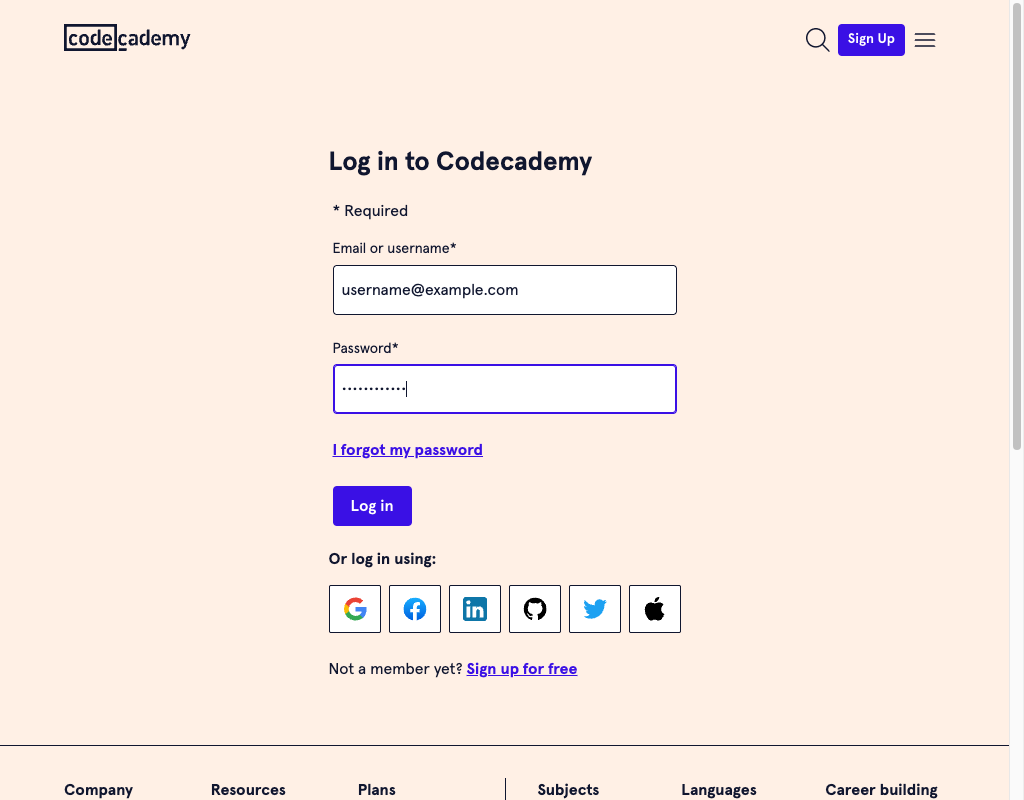 codecademy
Sign Up
Log in to Codecademy
* Required
Email or username*
username@example.com
Password*
••••••••••••
I forgot my password
Log in
Or log in using:
in
Not a member yet? Sign up for free
Company Resources Plans Subjects Languages Career building